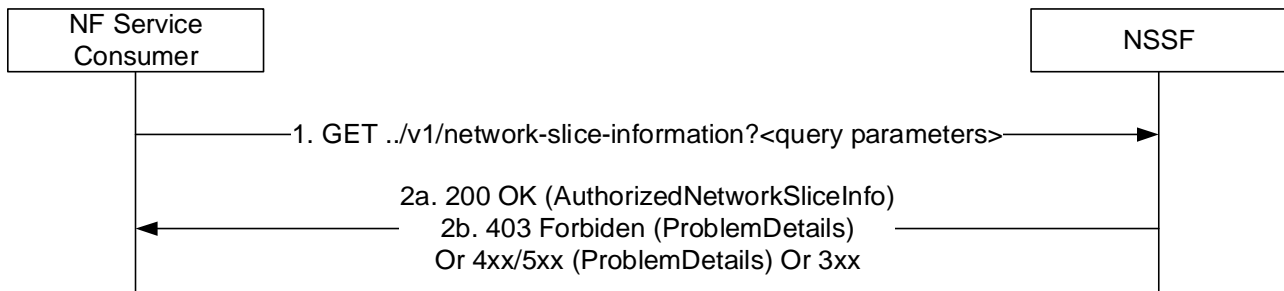 NF Service
Consumer
NSSF
1. GET ../v1/network-slice-information?<query parameters>
2a. 200 OK (AuthorizedNetworkSliceInfo)
2b. 403 Forbiden (ProblemDetails)
Or 4xx/5xx (ProblemDetails) Or 3xx